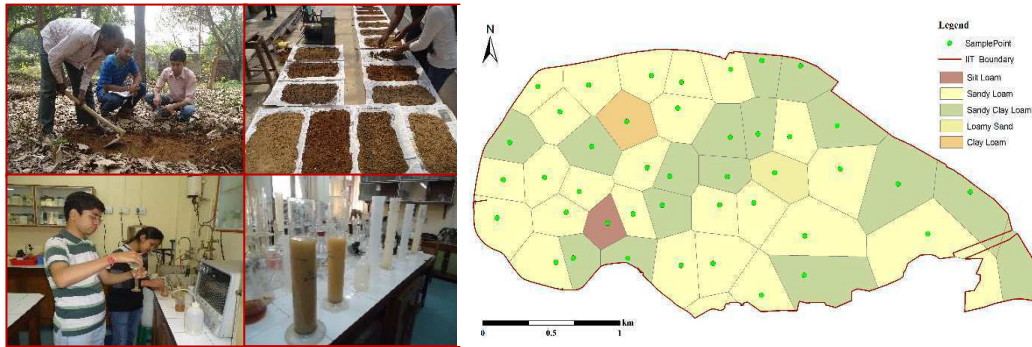 N
Legend
SamplePoint
IIT Boundary
Silt Loam
Sandy Loam
Sandy Clay Loam
Loamy Sand
Clay Loam
km
0 0.5 1